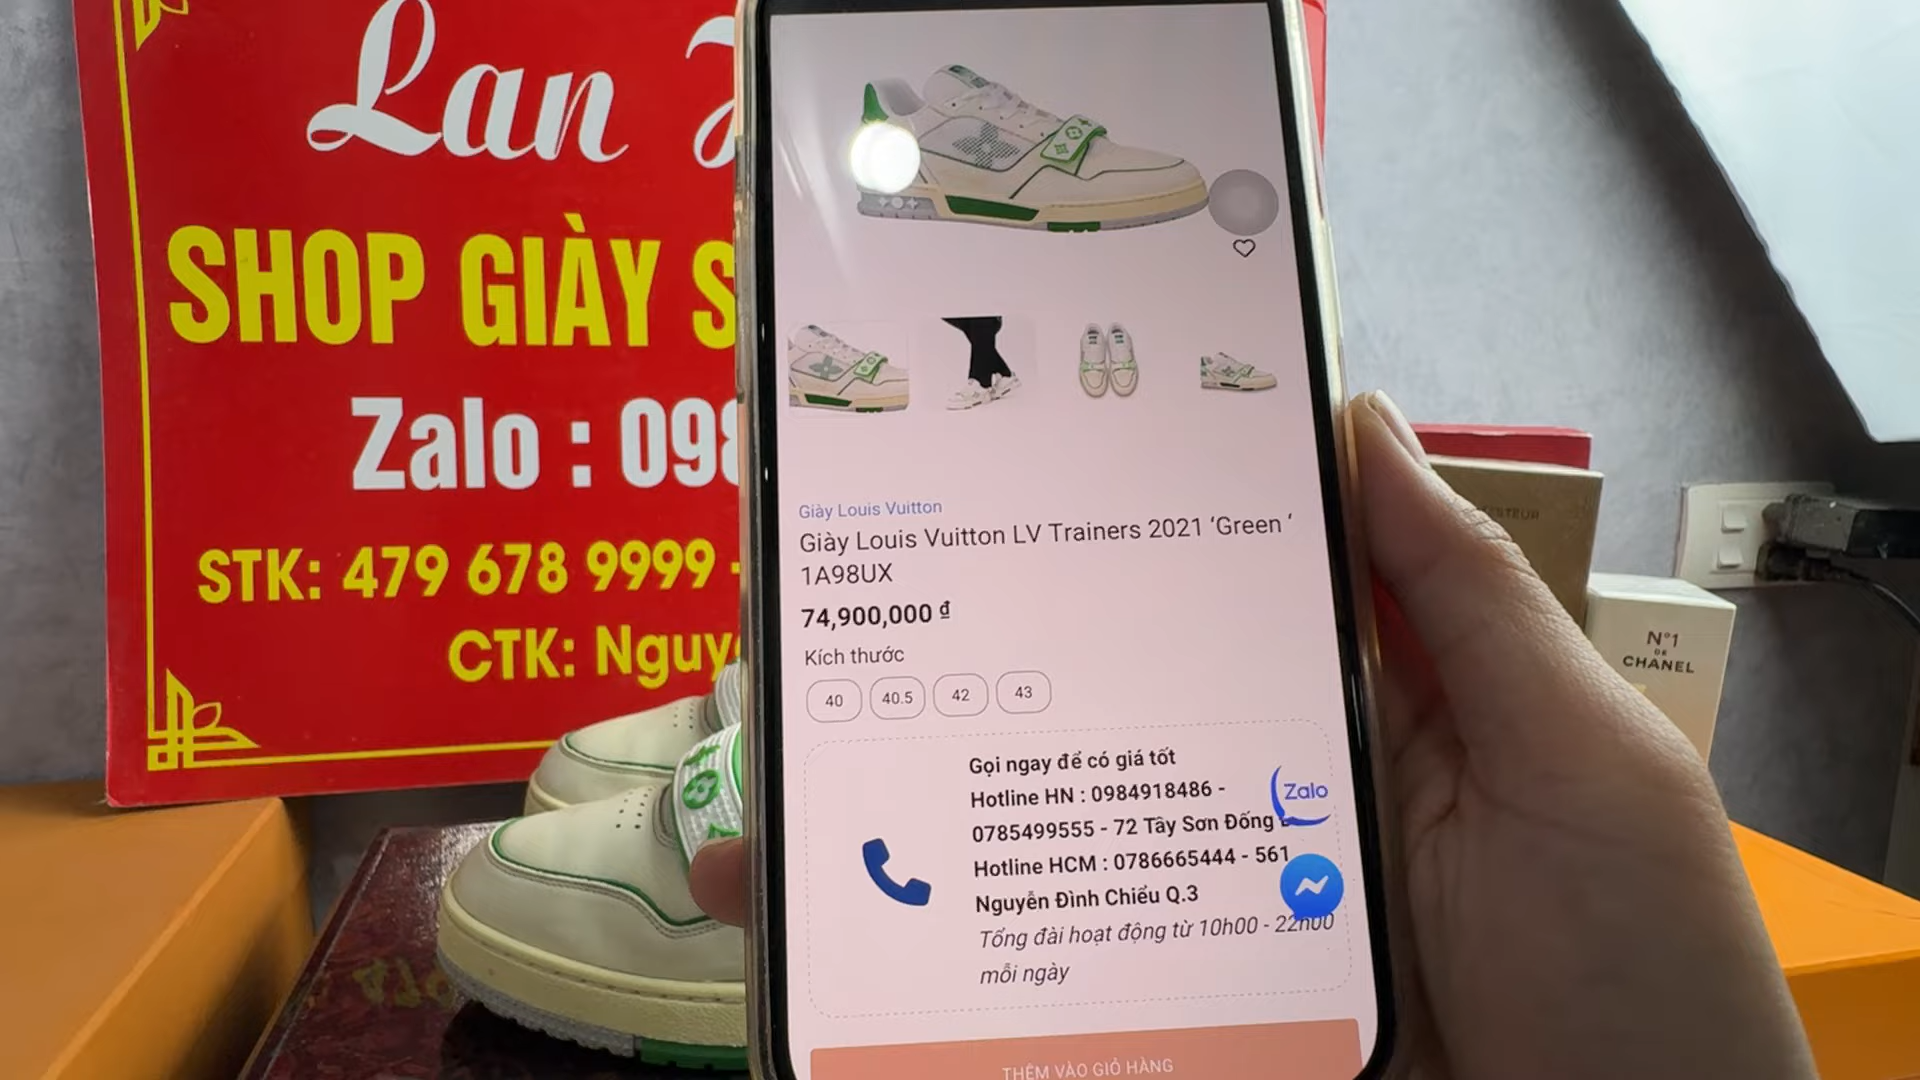 Lan
SHOP GIÀY S
Zalo : 098
STK: 479 678 9999 -
CTK: Nguy
Giày Louis Vuitton
Giày Louis Vuitton LV Trainers 2021 ‘Green ‘
1A98UX
74,900,000 ₫
Kích thước
40 40.5 42 43
Gọi ngay để có giá tốt
Hotline HN : 0984918486 -
0785499555 - 72 Tây Sơn Đống
Hotline HCM : 0786665444 - 561
Nguyễn Đình Chiểu Q.3
Tổng đài hoạt động từ 10h00 - 22h00
mỗi ngày
Zalo
THÊM VÀO GIỎ HÀNG
N°1
DE
CHANEL